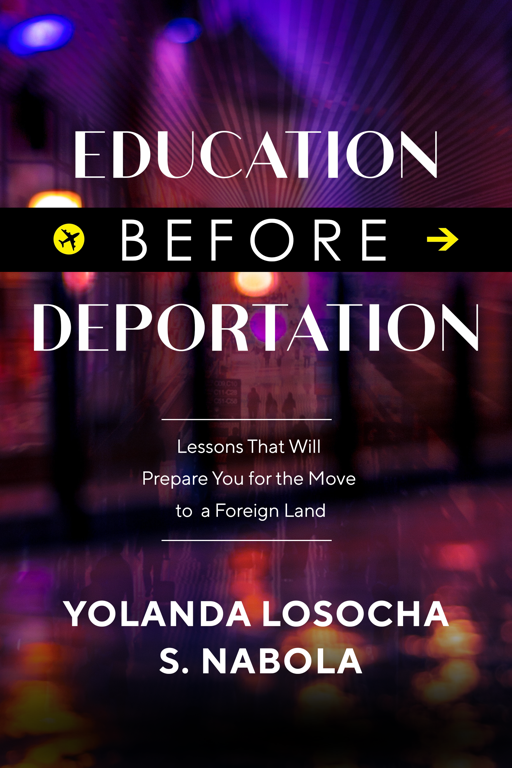 EDUCATION
BEFORE
DEPORTATION
Lessons That Will
Prepare You for the Move
to a Foreign Land
YOLANDA LOSOCHA
S. NABOLA